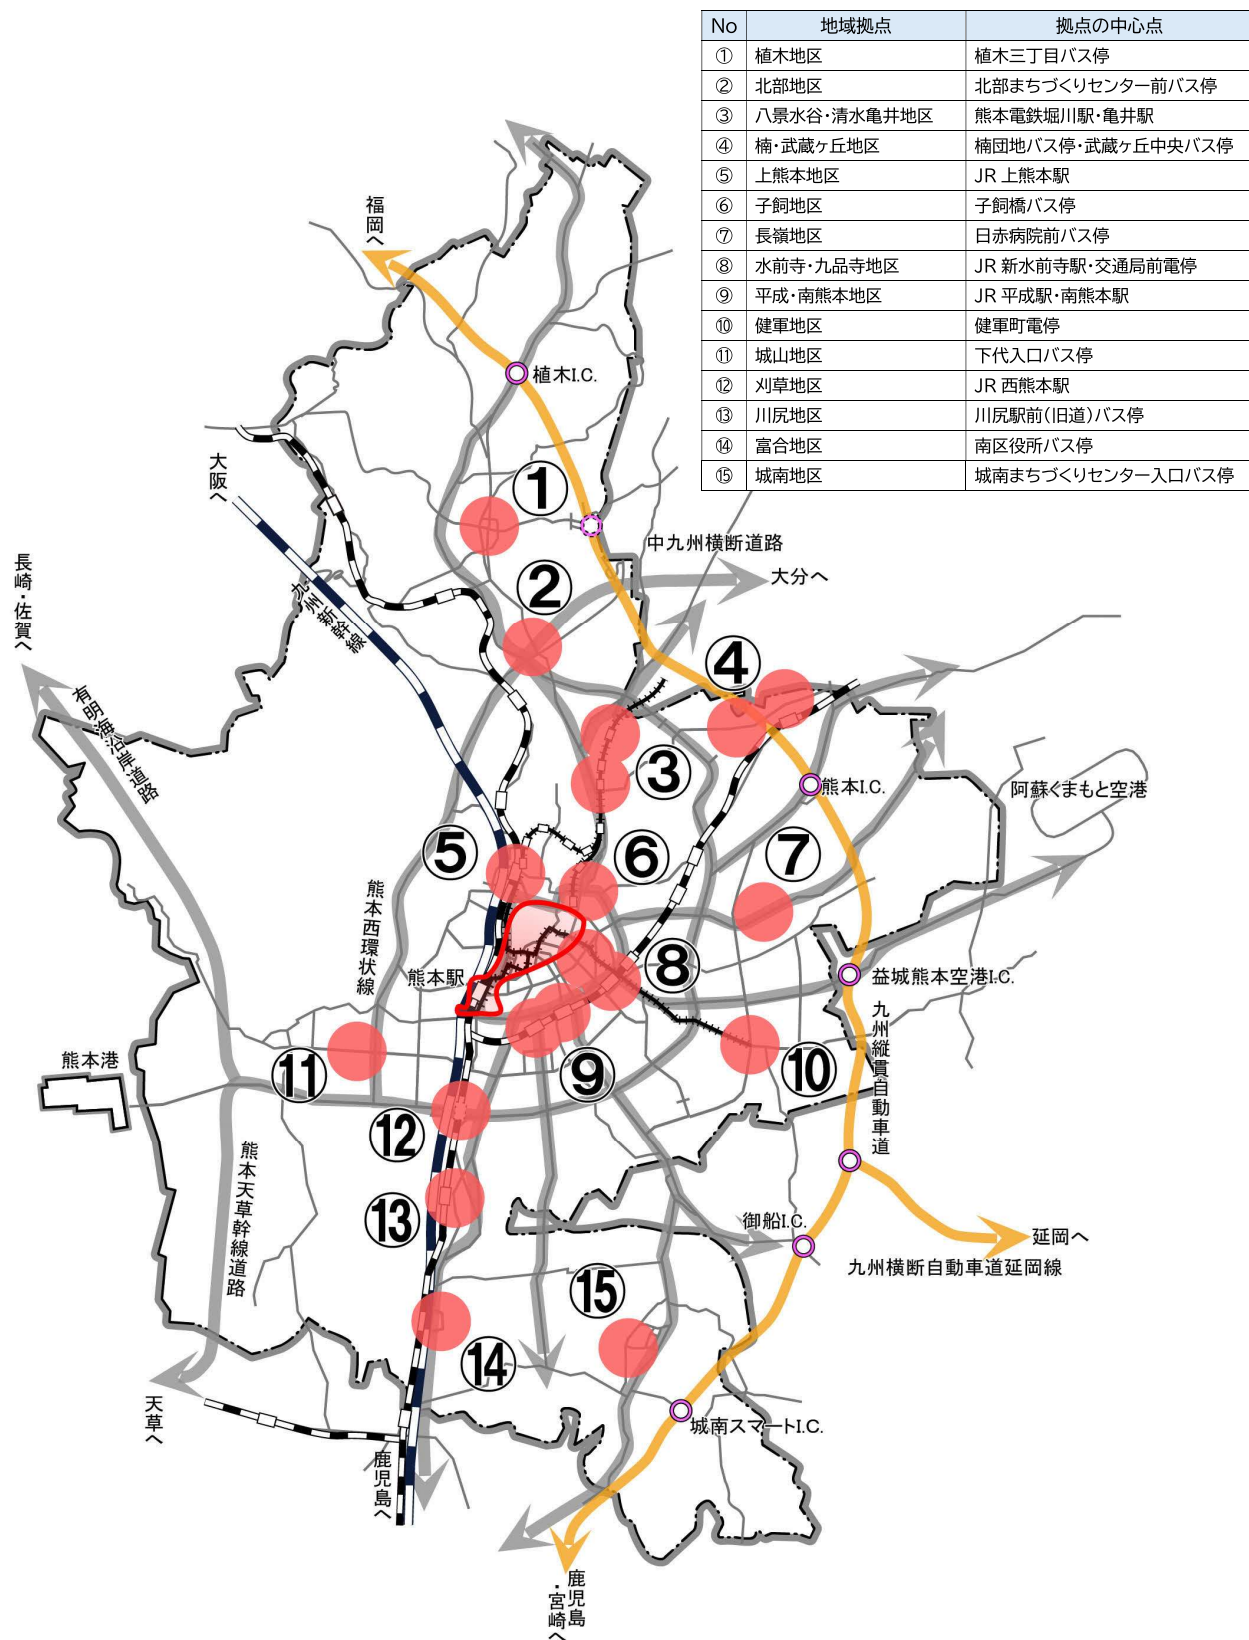 No 地域拠点 拠点の中心点
① 植木地区 植木三丁目バス停
② 北部地区 北部まちづくりセンター前バス停
③ 八景水谷・清水亀井地区 熊本電鉄堀川駅・亀井駅
④ 楠・武蔵ヶ丘地区 楠団地バス停・武蔵ヶ丘中央バス停
⑤ 上熊本地区 JR 上熊本駅
⑥ 子飼地区 子飼橋バス停
⑦ 長嶺地区 日赤病院前バス停
⑧ 水前寺・九品寺地区 JR 新水前寺駅・交通局前電停
⑨ 平成・南熊本地区 JR 平成駅・南熊本駅
⑩ 健軍地区 健軍町電停
⑪ 城山地区 下代入口バス停
⑫ 刈草地区 JR 西熊本駅
⑬ 川尻地区 川尻駅前(旧道)バス停
⑭ 富合地区 南区役所バス停
⑮ 城南地区 城南まちづくりセンター入口バス停
福岡へ
植木I.C.
大阪へ
①
中九州横断道路
大分へ
②
九州新幹線
長崎・佐賀へ
④
有明海沿岸道路
③
熊本I.C.
阿蘇くまもと空港
⑤
⑥
⑦
熊本西環状線
熊本駅
⑧
益城熊本空港I.C.
九州縦貫自動車道
熊本港
⑪
⑨
⑩
⑫
熊本天草幹線道路
⑬
御船I.C.
延岡へ
九州横断自動車道延岡線
⑮
⑭
天草へ
城南スマートI.C.
鹿児島へ
鹿児島
・宮崎へ